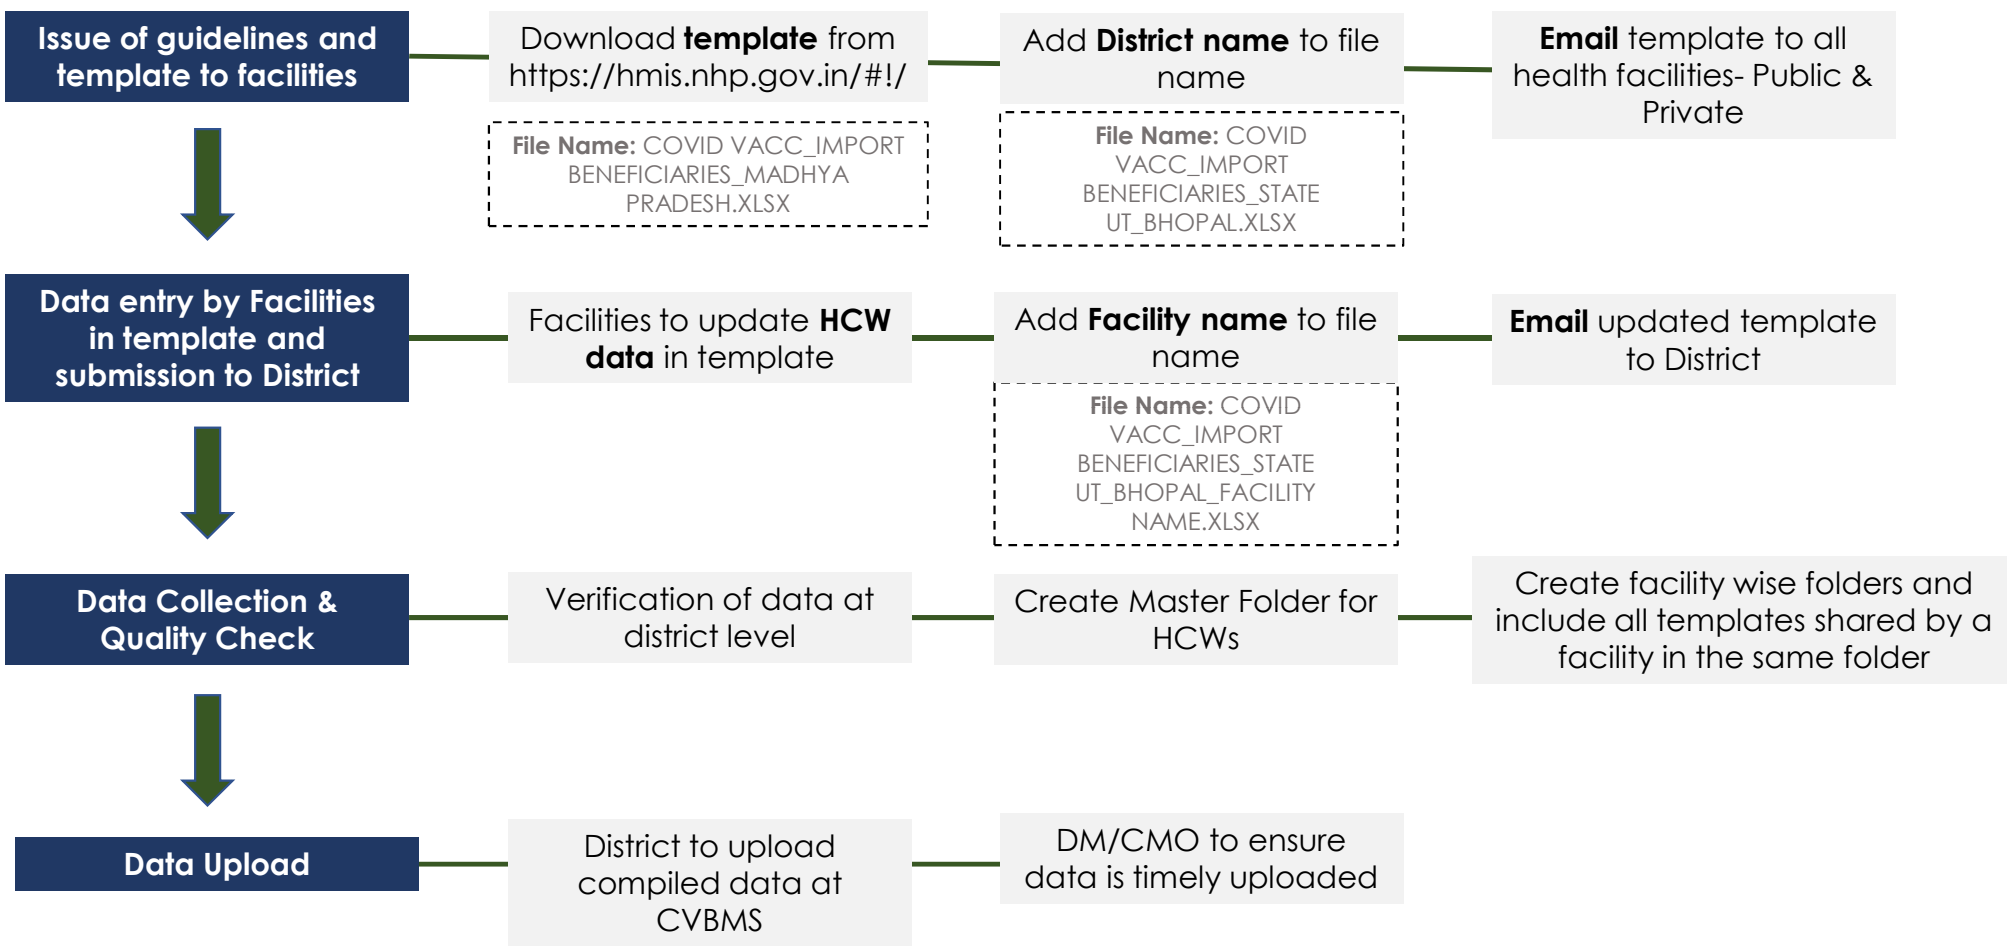 Issue of guidelines and
template to facilities
Download template from
https://hmis.nhp.gov.in/#!/
File Name: COVID VACC_IMPORT
BENEFICIARIES_MADHYA
PRADESH.XLSX
Add District name to file
name
File Name: COVID
VACC_IMPORT
BENEFICIARIES_STATE
UT_BHOPAL.XLSX
Email template to all
health facilities- Public &
Private
Data entry by Facilities
in template and
submission to District
Facilities to update HCW
data in template
Add Facility name to file
name
File Name: COVID
VACC_IMPORT
BENEFICIARIES_STATE
UT_BHOPAL_FACILITY
NAME.XLSX
Email updated template
to District
Data Collection &
Quality Check
Verification of data at
district level
Create Master Folder for
HCWs
Create facility wise folders and
include all templates shared by a
facility in the same folder
Data Upload
District to upload
compiled data at
CVBMS
DM/CMO to ensure
data is timely uploaded